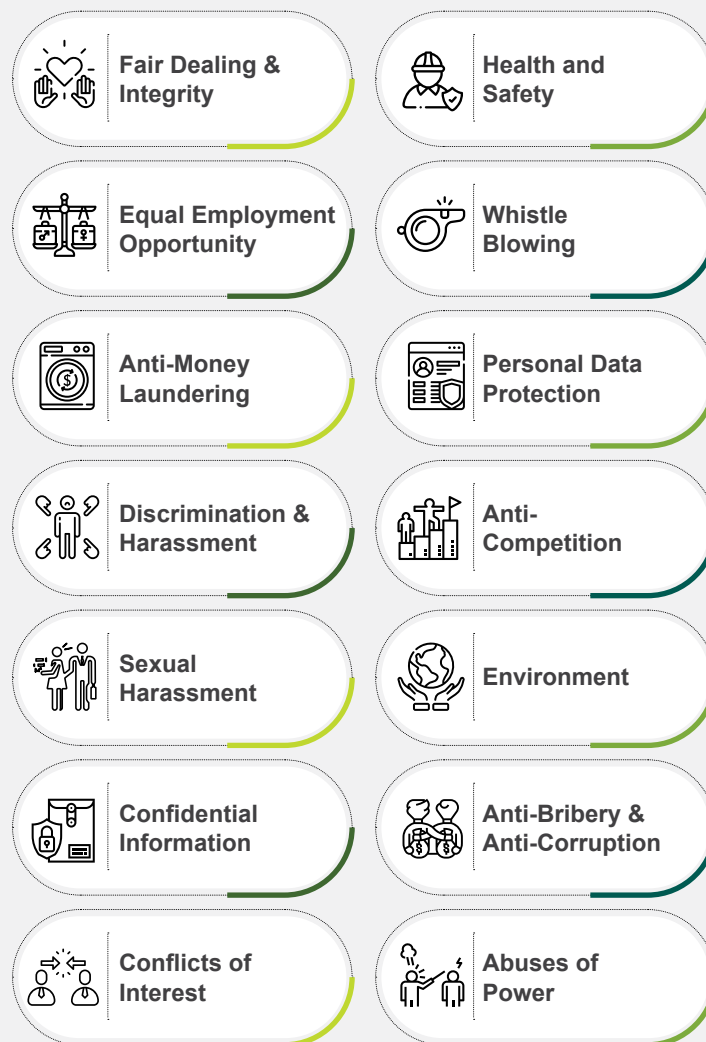 Fair Dealing &
Integrity
Health and
Safety
Equal Employment
Opportunity
Whistle
Blowing
Anti-Money
Laundering
Personal Data
Protection
Discrimination &
Harassment
Anti-
Competition
Sexual
Harassment
Environment
Confidential
Information
Anti-Bribery &
Anti-Corruption
Conflicts of
Interest
Abuses of
Power